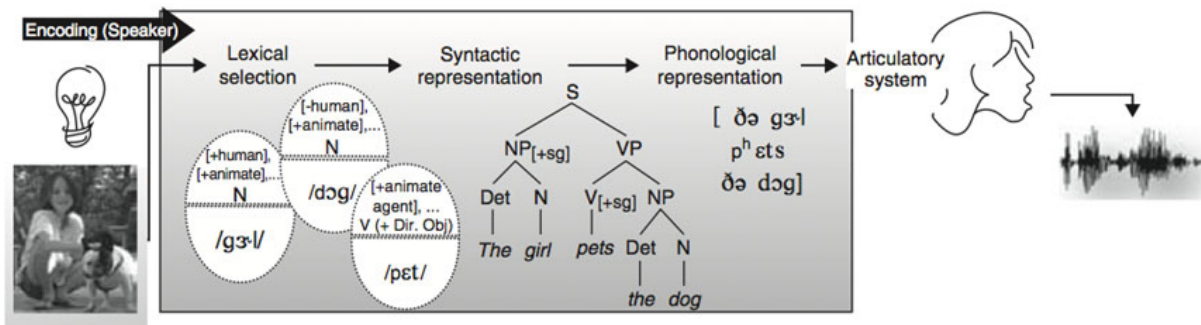 Encoding (Speaker)
Lexical
selection
Syntactic
representation
Phonological
representation
Articulatory
system
[+human],
[+animate],...
N
/gɝl/
[-human],
[+animate],...
N
/dɔg/
[+animate
agent], ...
V (+ Dir. Obj)
/pɛt/
S
NP[+sg] VP
Det N V[+sg] NP
The girl pets Det N
the dog
[ ðə gɝl
pʰ ɛts
ðə dɔg]